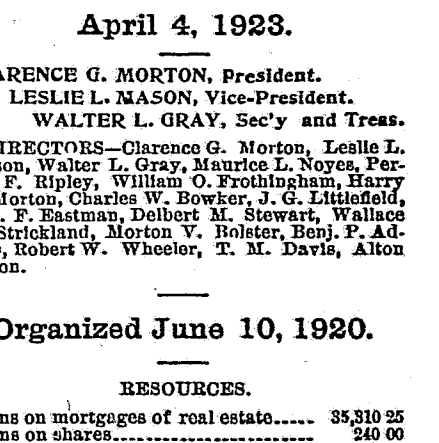 April 4, 1923.
ARENCE G. MORTON, President.
LESLIE L. MASON, Vice-President.
WALTER L. GRAY, Sec'y and Treas.
IRECTORS—Clarence G. Morton, Leslie L.
son, Walter L. Gray, Maurice L. Noyes, Per-
F. Ripley, William O. Frothingham, Harry
Morton, Charles W. Bowker, J. G. Littlefield,
. F. Eastman, Delbert M. Stewart, Wallace
Strickland, Morton V. Bolster, Benj. P. Ad-
s, Robert W. Wheeler, T. M. Davis, Alton
on.
Organized June 10, 1920.
RESOURCES.
ns on mortgages of real estate..... 35,310 25
ns on shares........................ 240 00